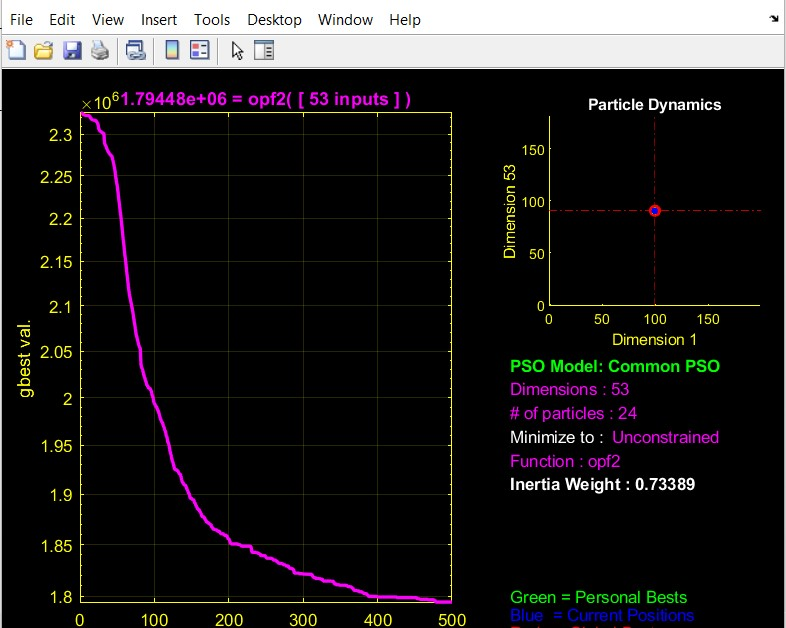 File Edit View Insert Tools Desktop Window Help
×10⁶ 1.79448e+06 = opf2( [ 53 inputs ] )
2.3
2.25
2.2
2.15
2.1
2.05
2
1.95
1.9
1.85
1.8
gbest val.
0 100 200 300 400 500
Particle Dynamics
150
100
50
0
Dimension 53
0 50 100 150
Dimension 1
PSO Model: Common PSO
Dimensions : 53
# of particles : 24
Minimize to : Unconstrained
Function : opf2
Inertia Weight : 0.73389
Green = Personal Bests
Blue = Current Positions